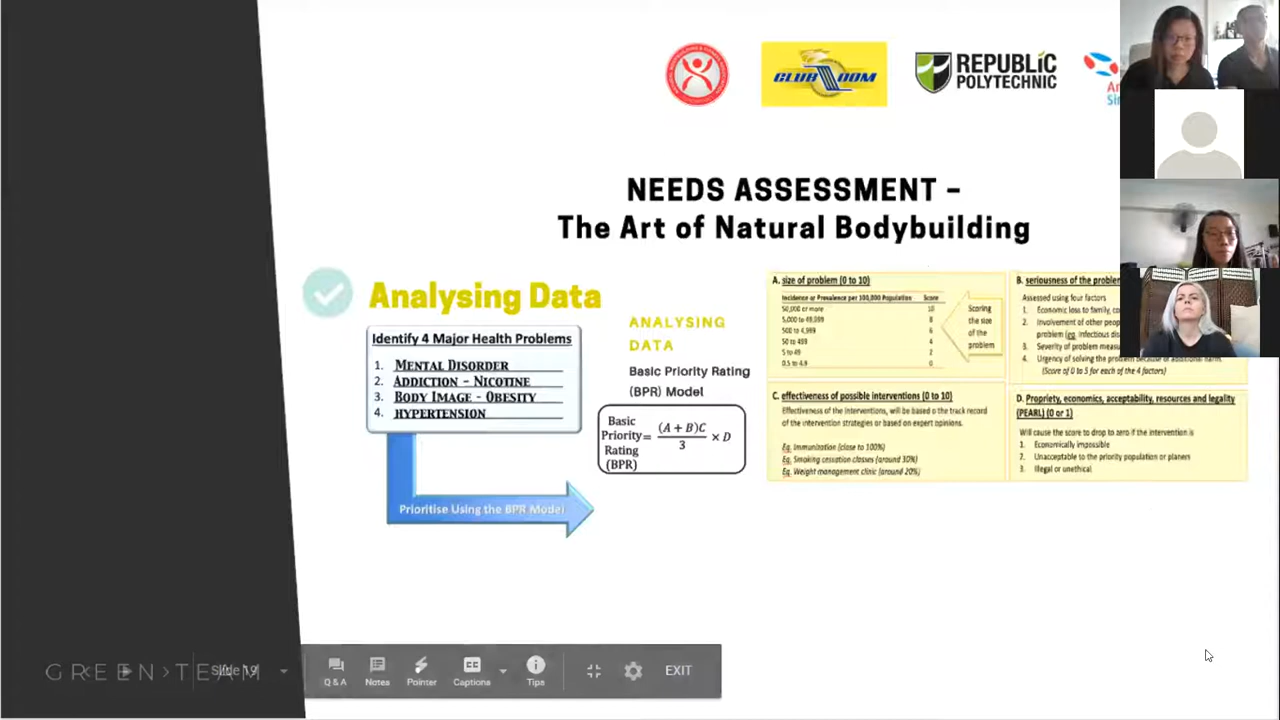 CLUB DOM
REPUBLIC
POLYTECHNIC
NEEDS ASSESSMENT –
The Art of Natural Bodybuilding
Analysing Data
Identify 4 Major Health Problems
1. MENTAL DISORDER
2. ADDICTION – NICOTINE
3. BODY IMAGE - OBESITY
4. HYPERTENSION
Prioritise Using the BPR Model
ANALYSING
DATA
Basic Priority Rating
(BPR) Model
Basic
Priority
Rating
(BPR)
= (A + B)C / 3 × D
A. size of problem (0 to 10)
Incidence or Prevalence per 100,000 Population Score
50,000 or more 10
5,000 to 49,999 8
500 to 4,999 6
50 to 499 4
5 to 49 2
0.5 to 4.9 0
Scoring
the size
of the
problem
B. seriousness of the
Assessed using four factors
1. Economic loss to family,
2. Involvement of other
problem (eg. infectious
3. Severity of problem
4. Urgency of solving the problem because of additional harm.
(Score of 0 to 5 for each of the 4 factors)
C. effectiveness of possible interventions (0 to 10)
Effectiveness of the interventions, will be based o the track record
of the intervention strategies or based on expert opinions.
Eg. Immunization (close to 100%)
Eg. Smoking cessation classes (around 30%)
Eg. Weight management clinic (around 20%)
D. Propriety, economics, acceptability, resources and legality
(PEARL) (0 or 1)
Will cause the score to drop to zero if the intervention is
1. Economically impossible
2. Unacceptable to the priority population or planers
3. Illegal or unethical
GREEN TEAM
Slide 19
Q & A
Notes
Pointer
Captions
Tips
EXIT